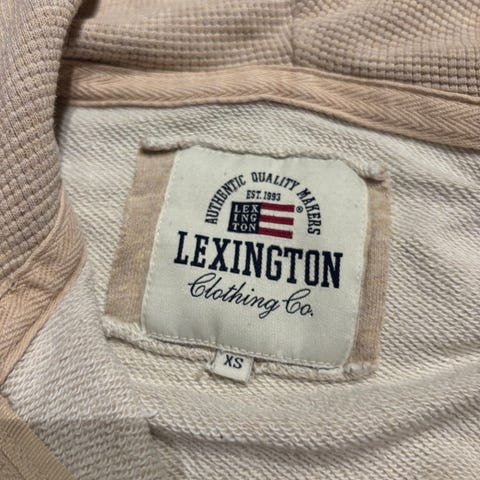 AUTHENTIC QUALITY MAKERS
EST. 1993
LEX
ING
TON
®
LEXINGTON
Clothing Co.
XS